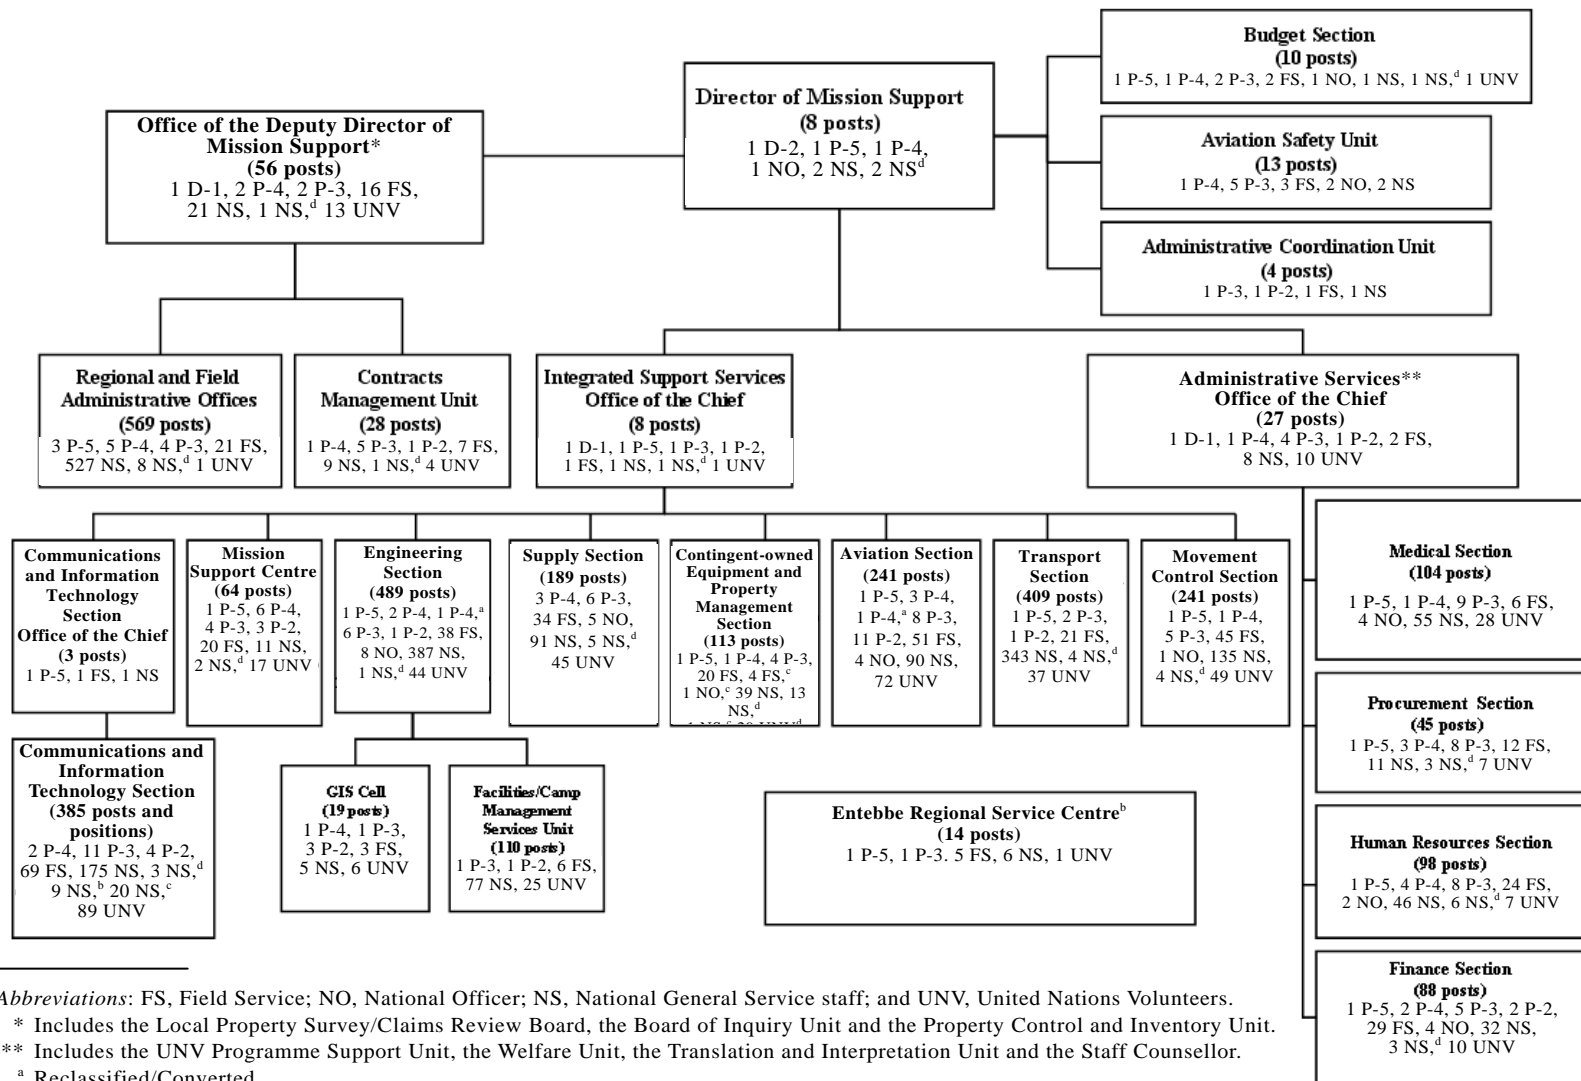 Budget Section
(10 posts)
1 P-5, 1 P-4, 2 P-3, 2 FS, 1 NO, 1 NS, 1 NS,ᵈ 1 UNV
Director of Mission Support
(8 posts)
1 D-2, 1 P-5, 1 P-4,
1 NO, 2 NS, 2 NSᵈ
Office of the Deputy Director of
Mission Support*
(56 posts)
1 D-1, 2 P-4, 2 P-3, 16 FS,
21 NS, 1 NS,ᵈ 13 UNV
Aviation Safety Unit
(13 posts)
1 P-4, 5 P-3, 3 FS, 2 NO, 2 NS
Administrative Coordination Unit
(4 posts)
1 P-3, 1 P-2, 1 FS, 1 NS
Regional and Field
Administrative Offices
(569 posts)
3 P-5, 5 P-4, 4 P-3, 21 FS,
527 NS, 8 NS,ᵈ 1 UNV
Contracts
Management Unit
(28 posts)
1 P-4, 5 P-3, 1 P-2, 7 FS,
9 NS, 1 NS,ᵈ 4 UNV
Integrated Support Services
Office of the Chief
(8 posts)
1 D-1, 1 P-5, 1 P-3, 1 P-2,
1 FS, 1 NS, 1 NS,ᵈ 1 UNV
Administrative Services**
Office of the Chief
(27 posts)
1 D-1, 1 P-4, 4 P-3, 1 P-2, 2 FS,
8 NS, 10 UNV
Communications
and Information
Technology
Section
Office of the Chief
(3 posts)
1 P-5, 1 FS, 1 NS
Mission
Support Centre
(64 posts)
1 P-5, 6 P-4,
4 P-3, 3 P-2,
20 FS, 11 NS,
2 NS,ᵈ 17 UNV
Engineering
Section
(489 posts)
1 P-5, 2 P-4, 1 P-4,ᵃ
6 P-3, 1 P-2, 38 FS,
8 NO, 387 NS,
1 NS,ᵈ 44 UNV
Supply Section
(189 posts)
3 P-4, 6 P-3,
34 FS, 5 NO,
91 NS, 5 NS,ᵈ
45 UNV
Contingent-owned
Equipment and
Property
Management
Section
(113 posts)
1 P-5, 1 P-4, 4 P-3,
20 FS, 4 FS,ᶜ
1 NO,ᶜ 39 NS, 13
NS,ᵈ
Aviation Section
(241 posts)
1 P-5, 3 P-4,
1 P-4,ᵃ 8 P-3,
11 P-2, 51 FS,
4 NO, 90 NS,
72 UNV
Transport
Section
(409 posts)
1 P-5, 2 P-3,
1 P-2, 21 FS,
343 NS, 4 NS,ᵈ
37 UNV
Movement
Control Section
(241 posts)
1 P-5, 1 P-4,
5 P-3, 45 FS,
1 NO, 135 NS,
4 NS,ᵈ 49 UNV
Medical Section
(104 posts)
1 P-5, 1 P-4, 9 P-3, 6 FS,
4 NO, 55 NS, 28 UNV
Procurement Section
(45 posts)
1 P-5, 3 P-4, 8 P-3, 12 FS,
11 NS, 3 NS,ᵈ 7 UNV
Communications and
Information
Technology Section
(385 posts and
positions)
2 P-4, 11 P-3, 4 P-2,
69 FS, 175 NS, 3 NS,ᵈ
9 NS,ᵇ 20 NS,ᶜ
89 UNV
GIS Cell
(19 posts)
1 P-4, 1 P-3,
3 P-2, 3 FS,
5 NS, 6 UNV
Facilities/Camp
Management
Services Unit
(110 posts)
1 P-3, 1 P-2, 6 FS,
77 NS, 25 UNV
Entebbe Regional Service Centreᵇ
(14 posts)
1 P-5, 1 P-3. 5 FS, 6 NS, 1 UNV
Human Resources Section
(98 posts)
1 P-5, 4 P-4, 8 P-3, 24 FS,
2 NO, 46 NS, 6 NS,ᵈ 7 UNV
Finance Section
(88 posts)
1 P-5, 2 P-4, 5 P-3, 2 P-2,
29 FS, 4 NO, 32 NS,
3 NS,ᵈ 10 UNV
Abbreviations: FS, Field Service; NO, National Officer; NS, National General Service staff; and UNV, United Nations Volunteers.
* Includes the Local Property Survey/Claims Review Board, the Board of Inquiry Unit and the Property Control and Inventory Unit.
** Includes the UNV Programme Support Unit, the Welfare Unit, the Translation and Interpretation Unit and the Staff Counsellor.
ᵃ Reclassified/Converted